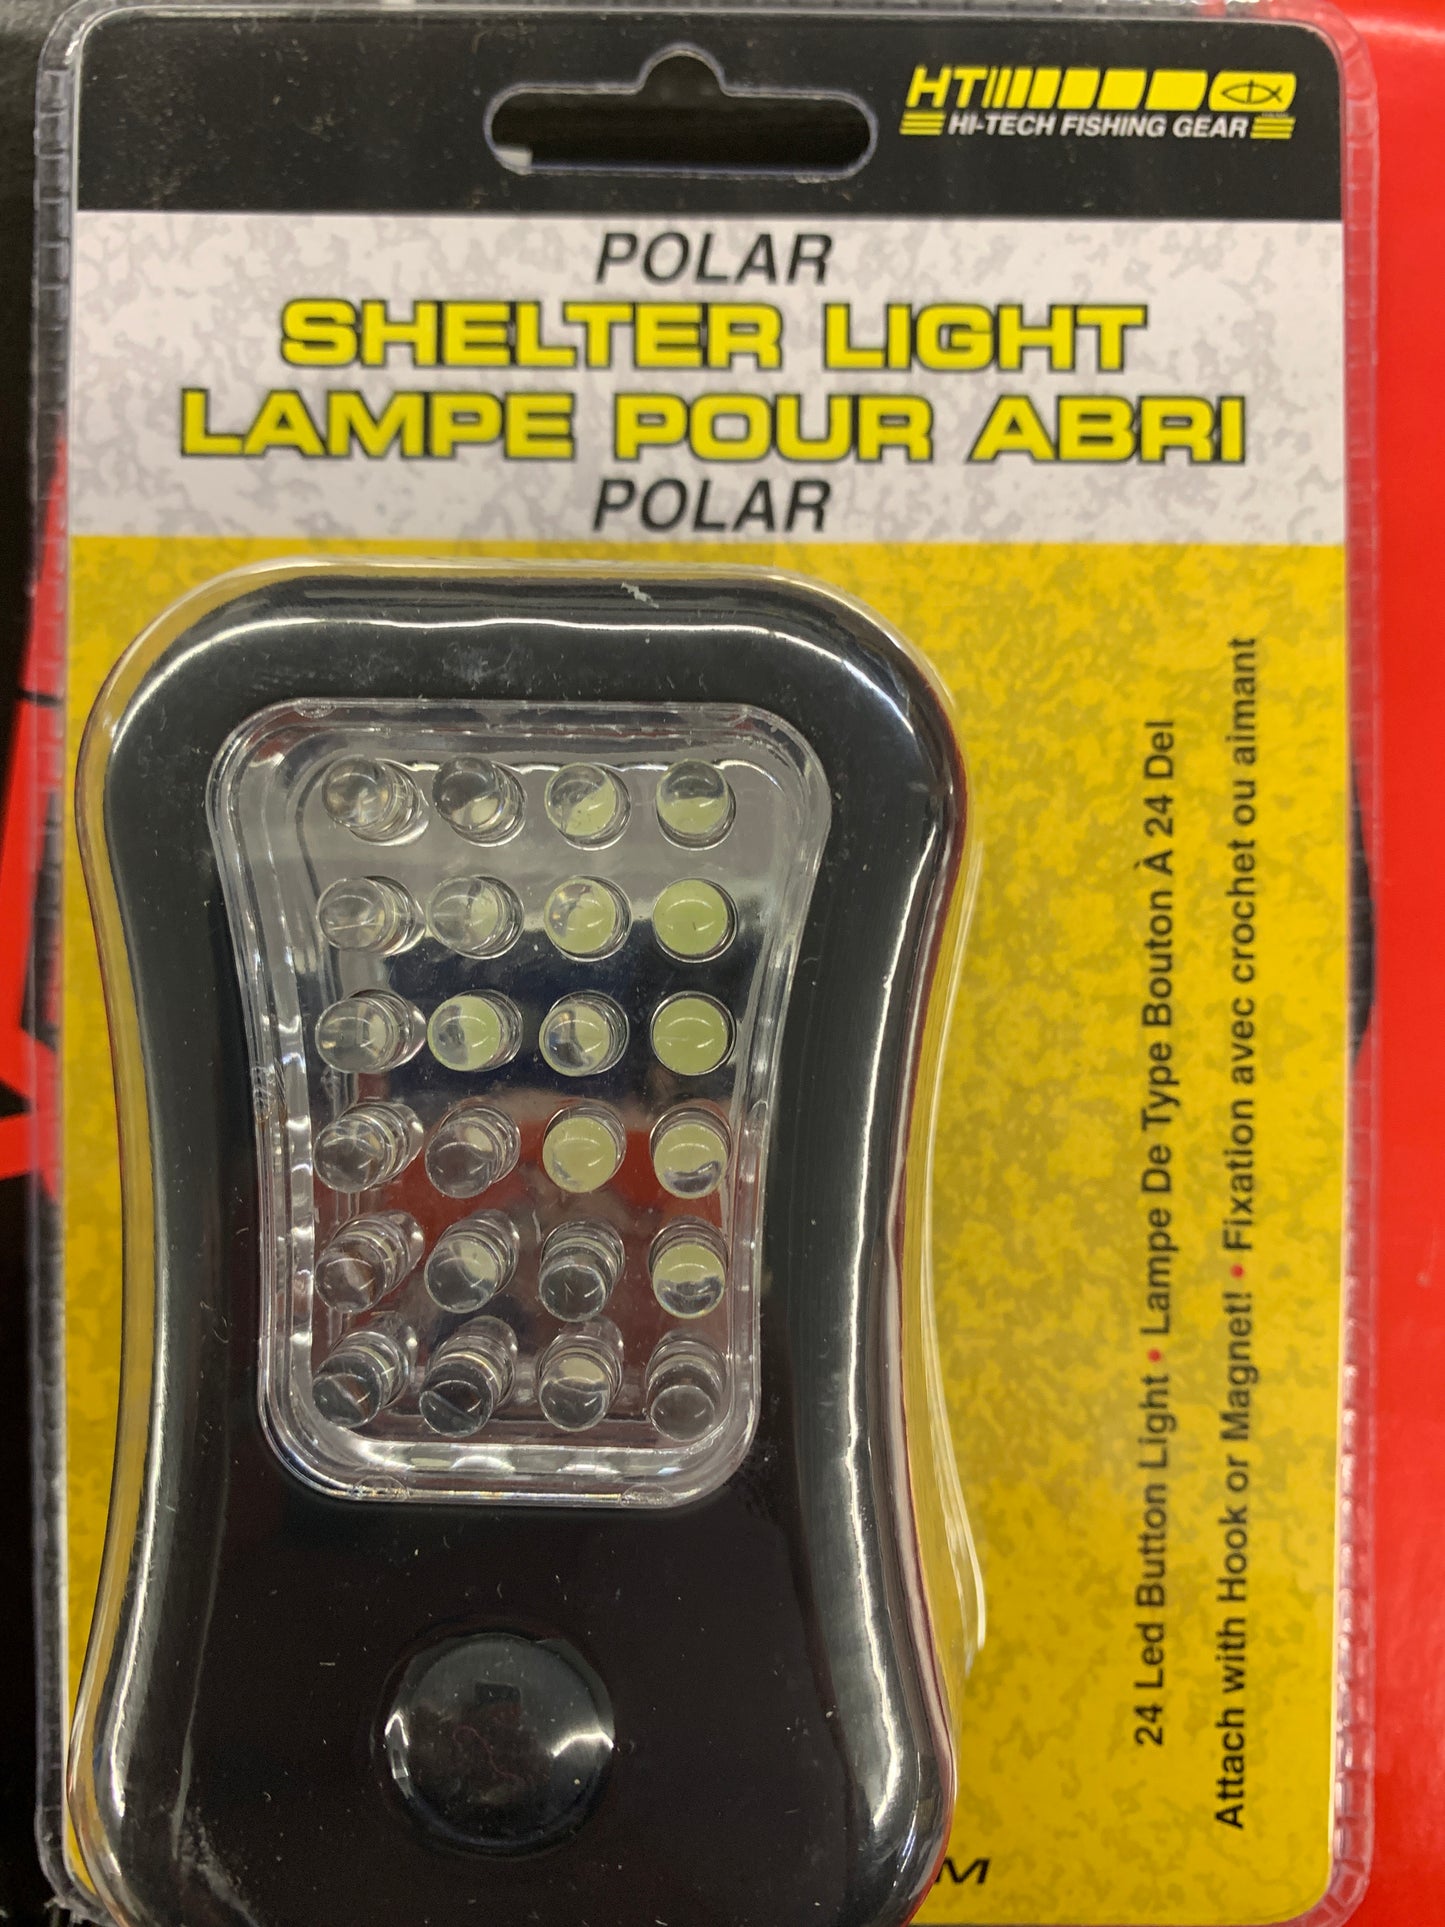 HT
HI-TECH FISHING GEAR
POLAR
SHELTER LIGHT
LAMPE POUR ABRI
POLAR
24 Led Button Light • Lampe De Type Bouton À 24 Del
Attach with Hook or Magnet! • Fixation avec crochet ou aimant